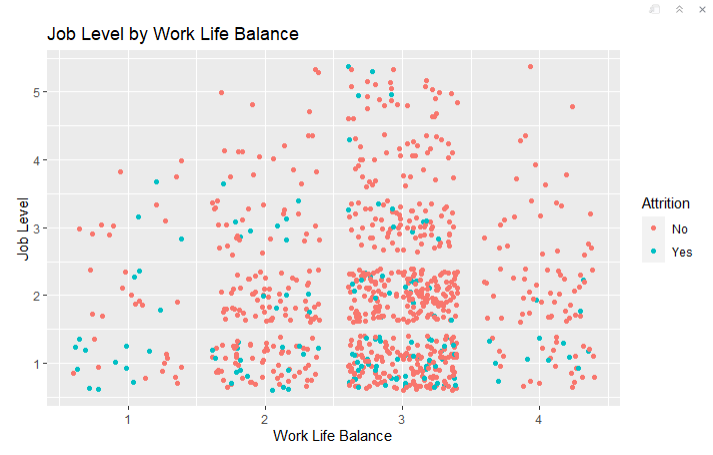 Job Level by Work Life Balance
5
4
3
2
1
Job Level
1 2 3 4
Work Life Balance
Attrition
No
Yes